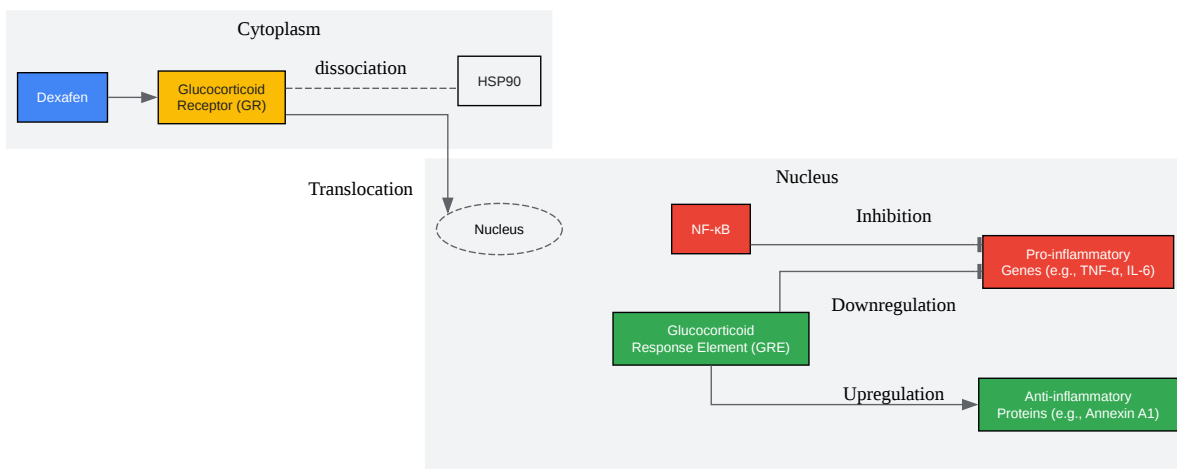 Cytoplasm
dissociation
HSP90
Dexafen
Glucocorticoid
Receptor (GR)
Translocation
Nucleus
Nucleus
NF-κB
Inhibition
Pro-inflammatory
Genes (e.g., TNF-α, IL-6)
Downregulation
Glucocorticoid
Response Element (GRE)
Upregulation
Anti-inflammatory
Proteins (e.g., Annexin A1)